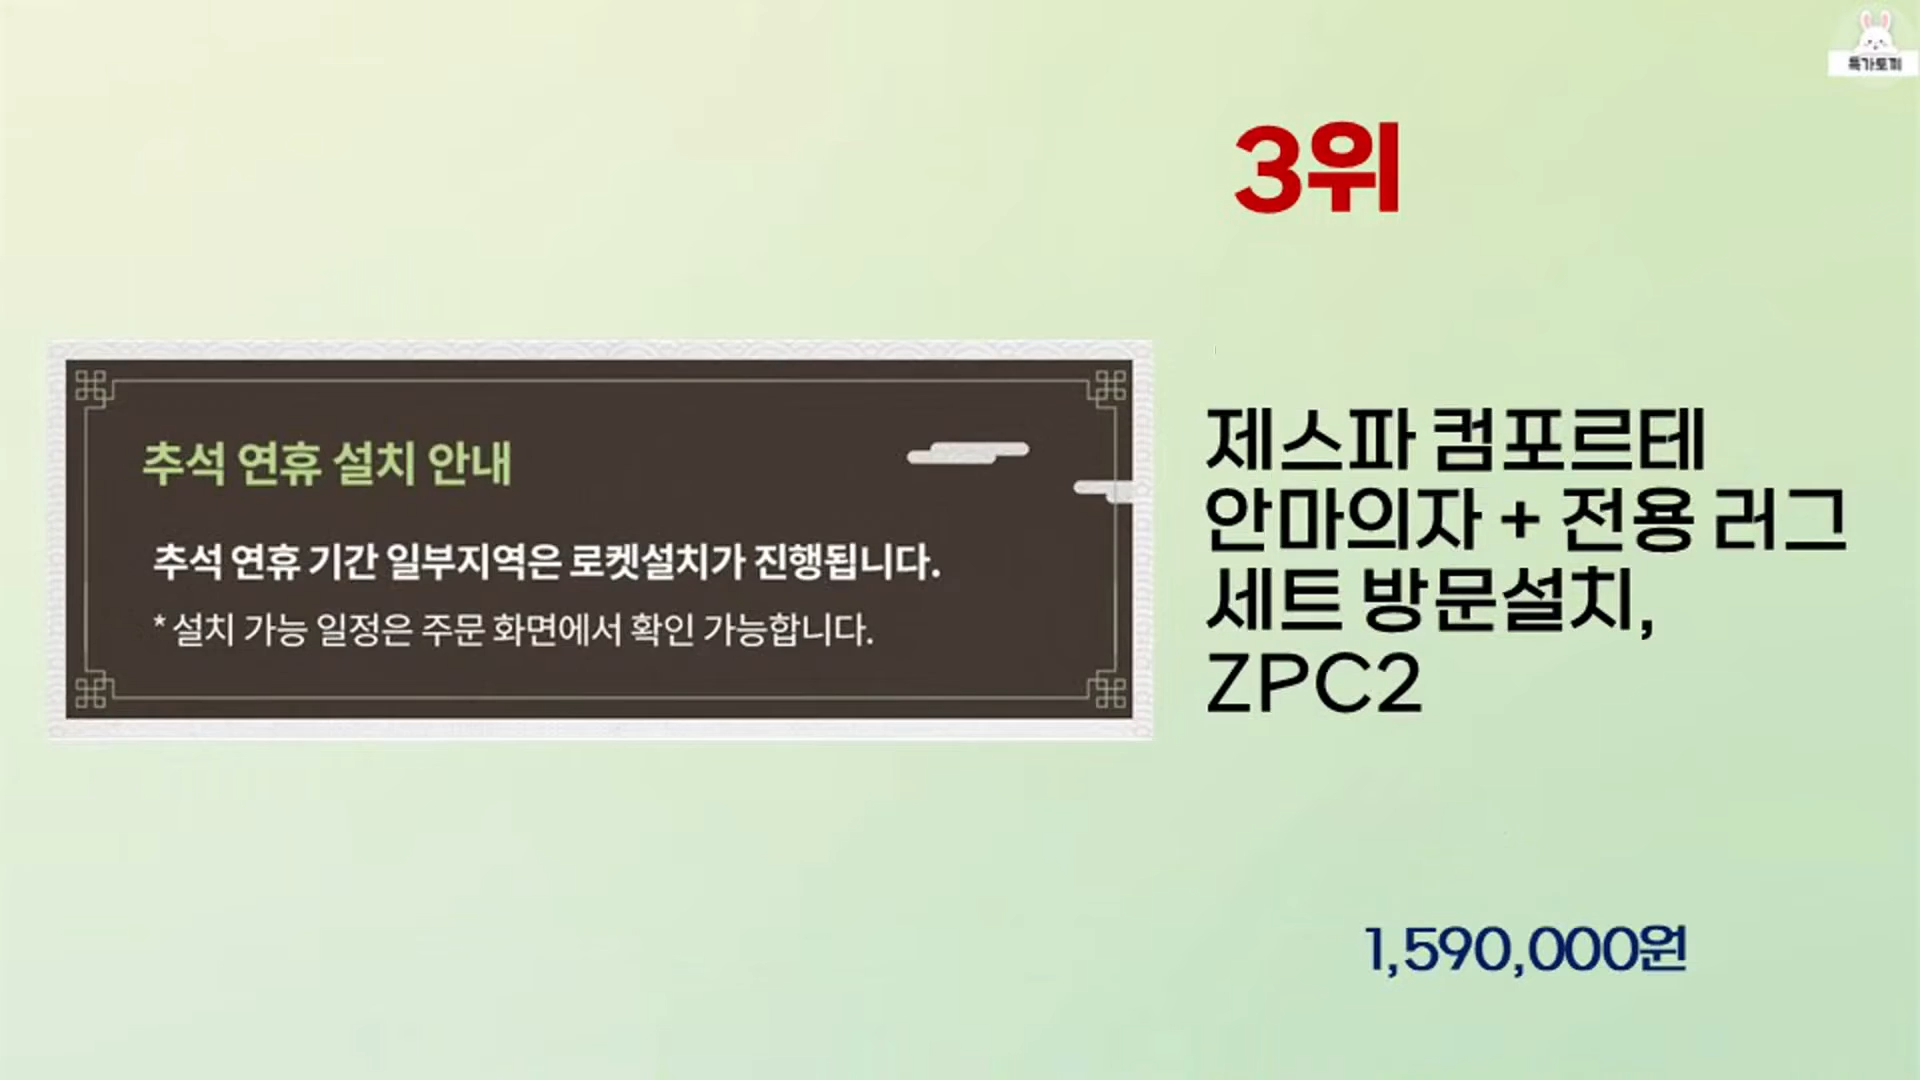 특가토끼
3위
추석 연휴 설치 안내
추석 연휴 기간 일부지역은 로켓설치가 진행됩니다.
* 설치 가능 일정은 주문 화면에서 확인 가능합니다.
제스파 컴포르테
안마의자 + 전용 러그
세트 방문설치,
ZPC2
1,590,000원